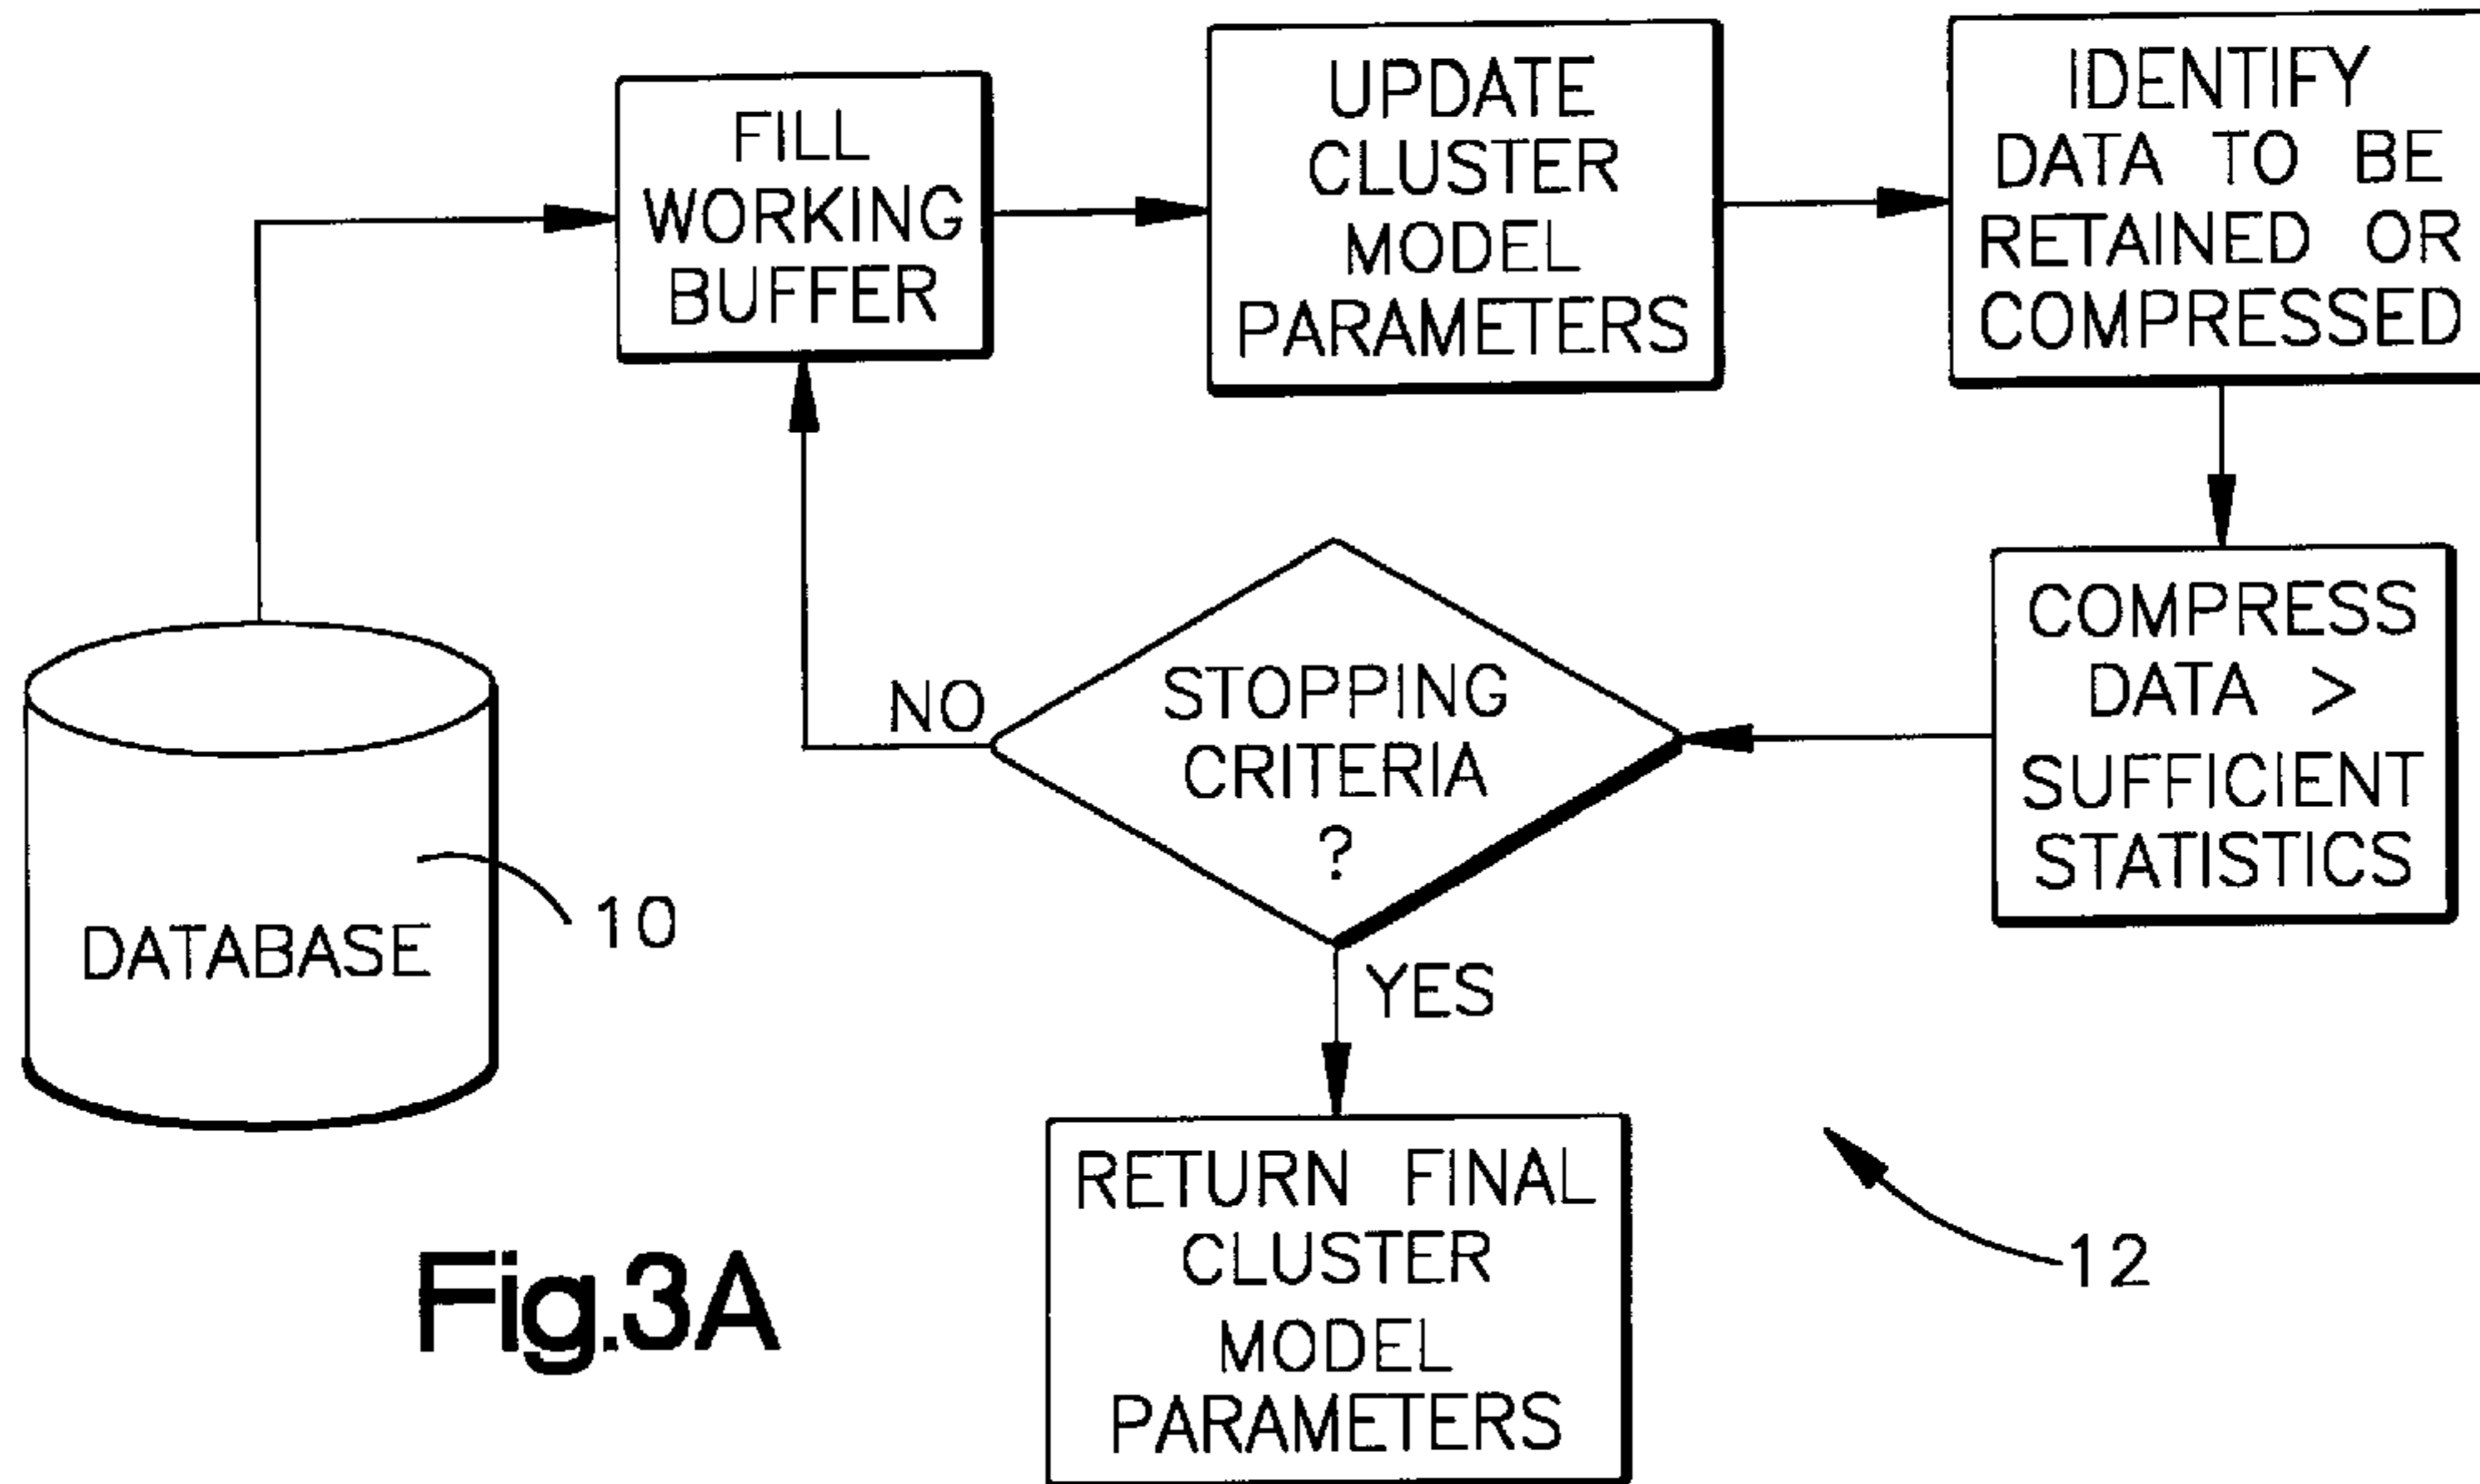 FILL
WORKING
BUFFER
UPDATE
CLUSTER
MODEL
PARAMETERS
IDENTIFY
DATA TO BE
RETAINED OR
COMPRESSED
COMPRESS
DATA >
SUFFICIENT
STATISTICS
STOPPING
CRITERIA
?
NO
YES
DATABASE
10
RETURN FINAL
CLUSTER
MODEL
PARAMETERS
12
Fig.3A